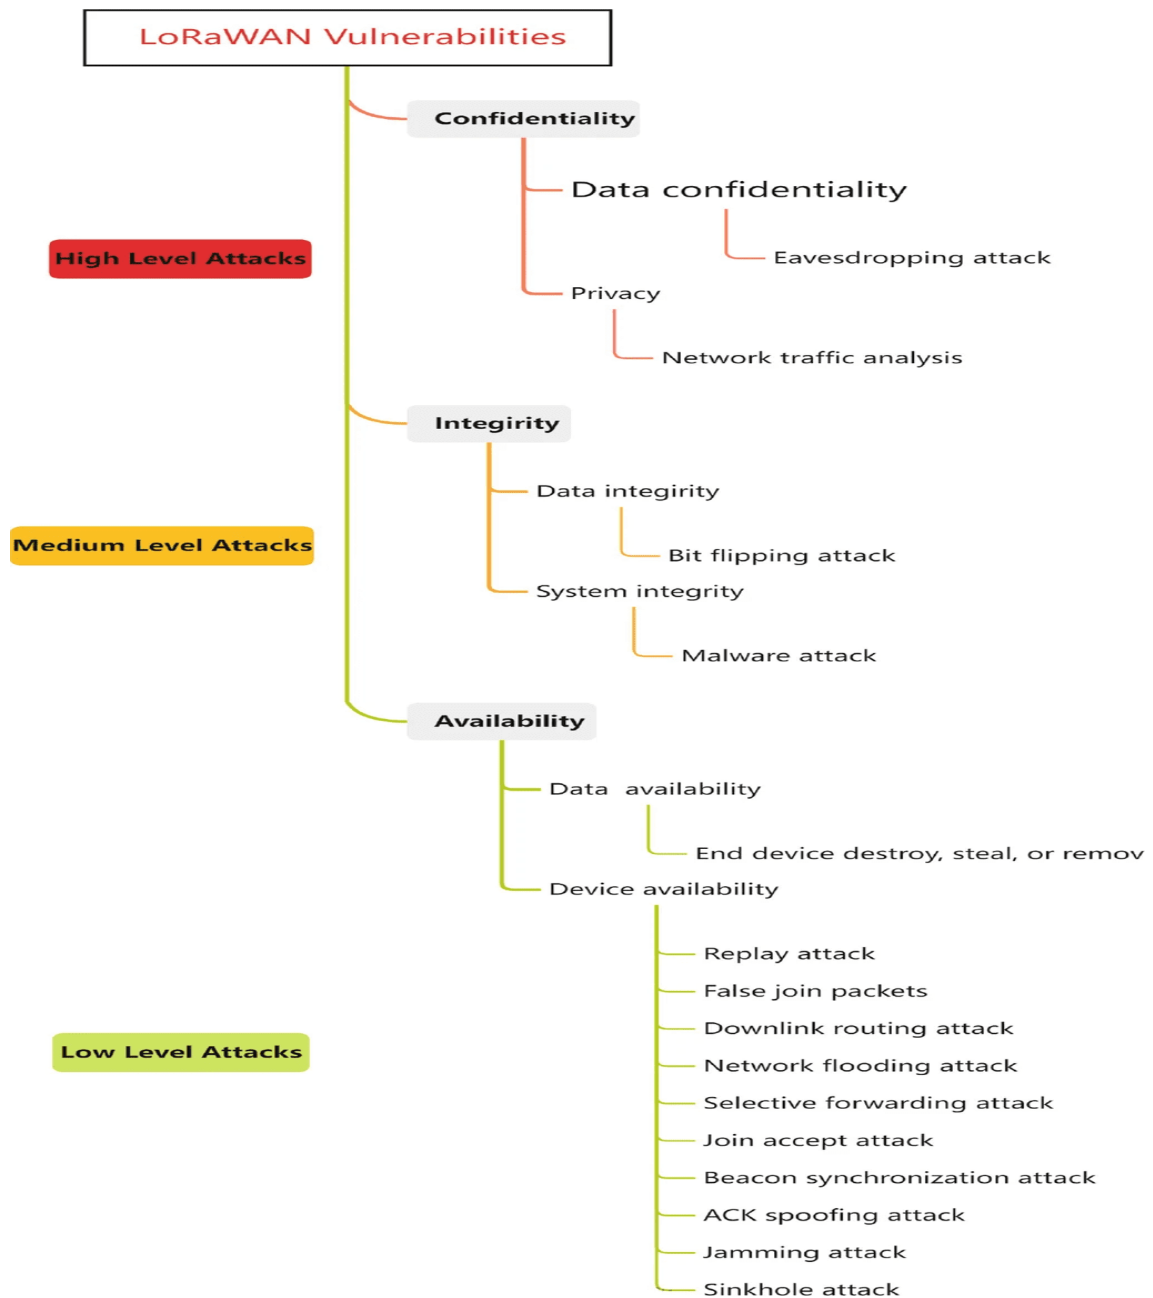 LoRaWAN Vulnerabilities
Confidentiality
Data confidentiality
High Level Attacks
Eavesdropping attack
Privacy
Network traffic analysis
Integirity
Data integirity
Medium Level Attacks
Bit flipping attack
System integrity
Malware attack
Availability
Data availability
End device destroy, steal, or remov
Device availability
Replay attack
False join packets
Downlink routing attack
Low Level Attacks
Network flooding attack
Selective forwarding attack
Join accept attack
Beacon synchronization attack
ACK spoofing attack
Jamming attack
Sinkhole attack